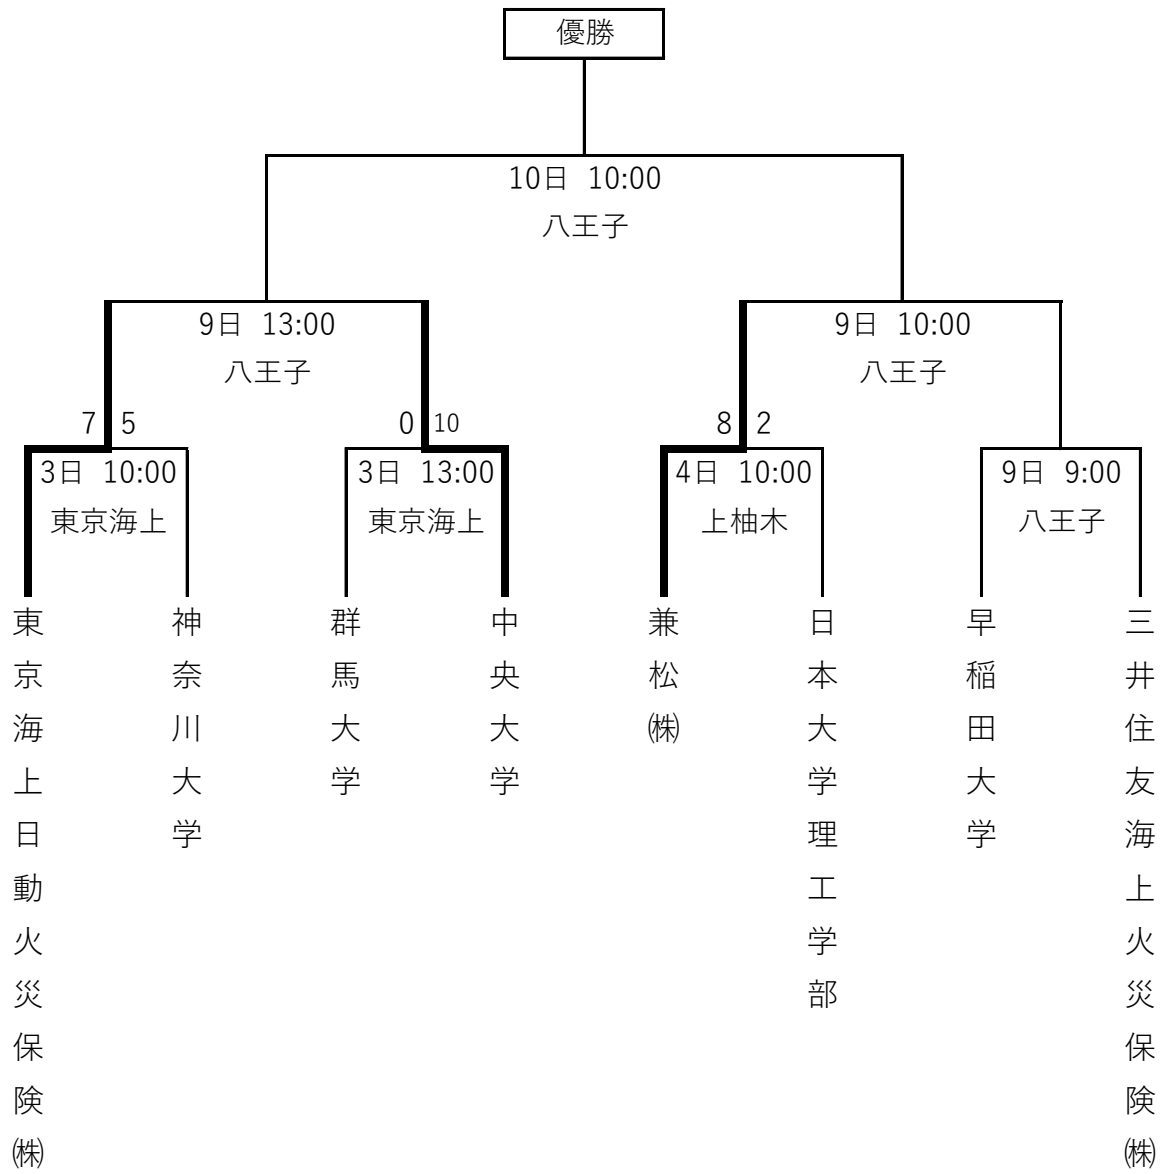 優勝
10日 10:00
八王子
9日 13:00
八王子
9日 10:00
八王子
7 5
0 10
8 2
3日 10:00
東京海上
3日 13:00
東京海上
4日 10:00
上柚木
9日 9:00
八王子
東京海上日動火災保険㈱
神奈川大学
群馬大学
中央大学
兼松㈱
日本大学理工学部
早稲田大学
三井住友海上火災保険㈱